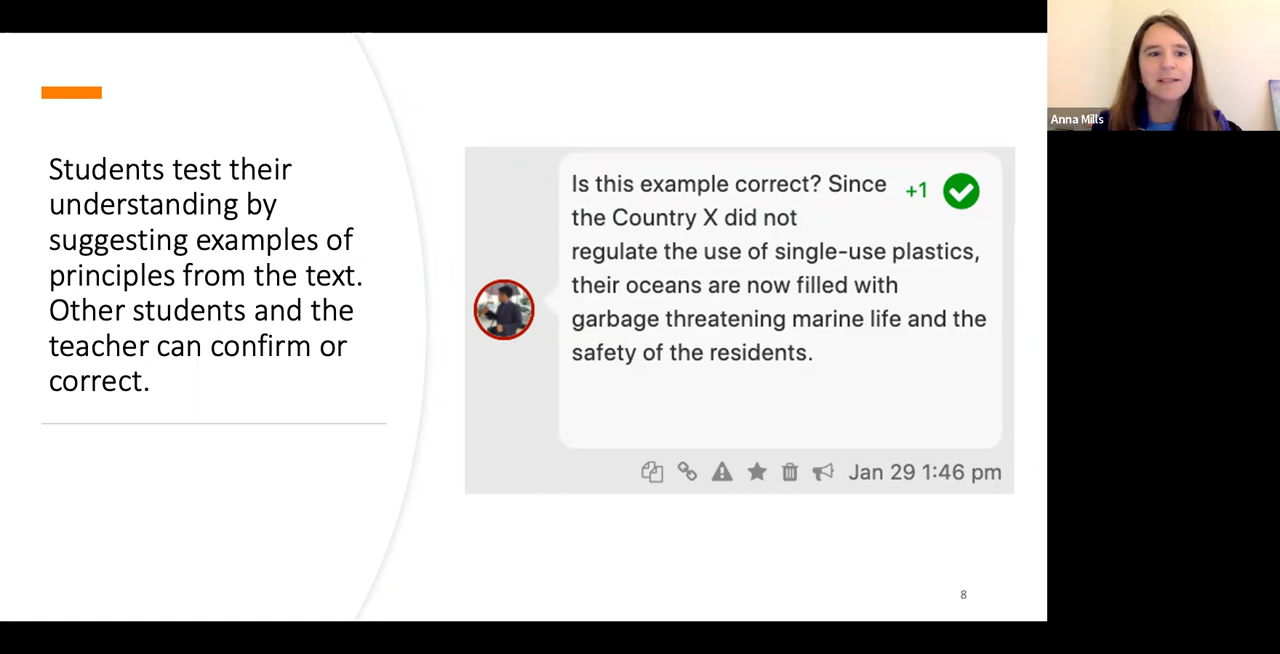 Students test their
understanding by
suggesting examples of
principles from the text.
Other students and the
teacher can confirm or
correct.
Is this example correct? Since
the Country X did not
regulate the use of single-use plastics,
their oceans are now filled with
garbage threatening marine life and the
safety of the residents.
+1
Jan 29 1:46 pm
8
Anna Mills